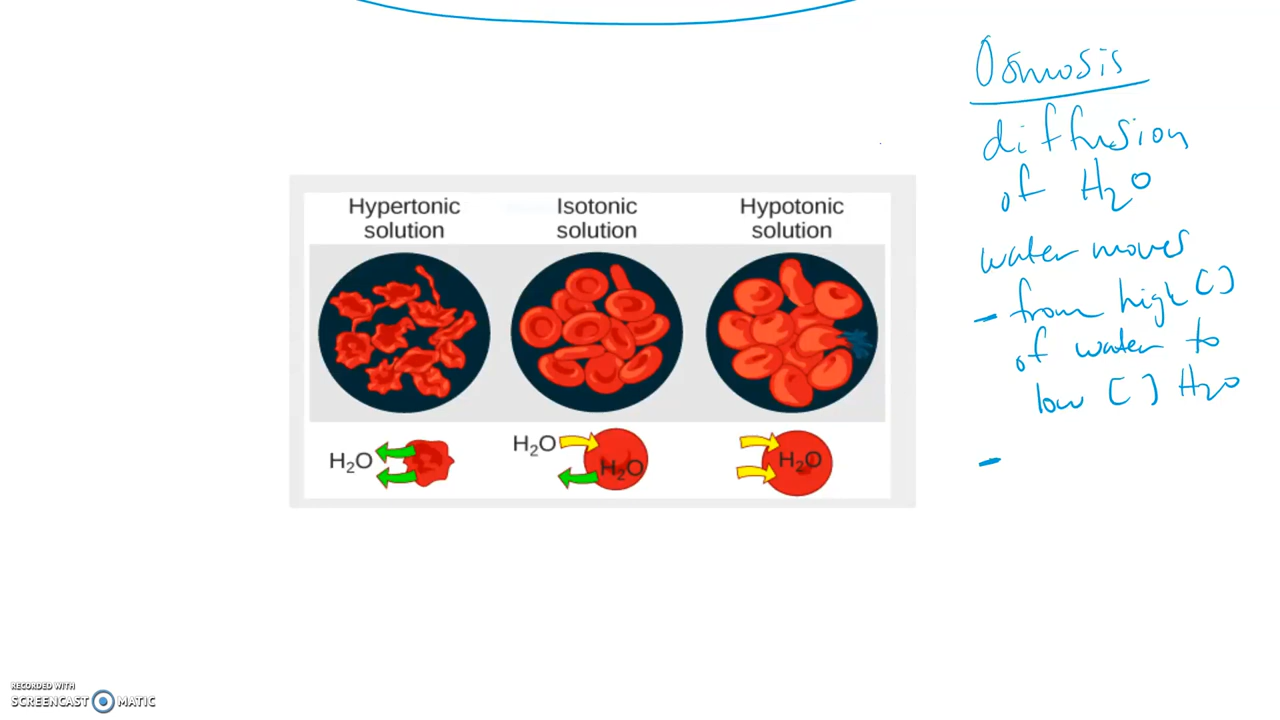 Osmosis
diffusion
of H2O
water moves
- from high [ ]
of water to
low [ ] H2O
-
Hypertonic
solution
Isotonic
solution
Hypotonic
solution
H₂O
H₂O
H₂O
H₂O
RECORDED WITH
SCREENCAST MATIC